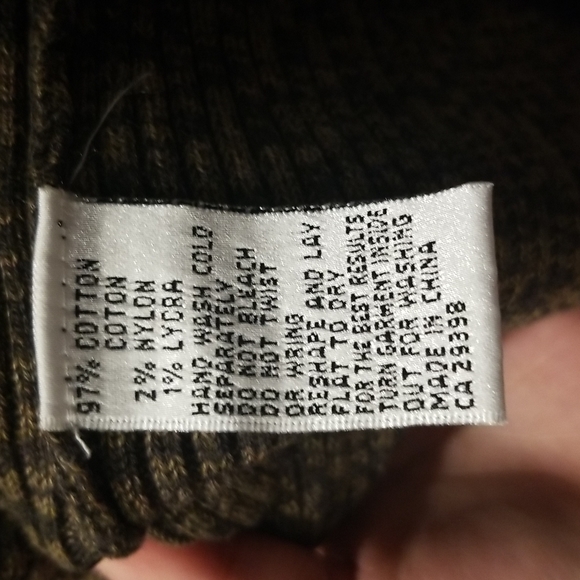 97% COTTON
COTON
2% NYLON
1% LYCRA
HAND WASH COLD
SEPARATELY
DO NOT BLEACH
DO NOT TWIST
OR WRING
RESHAPE AND LAY
FLAT TO DRY
FOR THE BEST RESULTS
TURN GARMENT INSIDE
OUT FOR WASHING
MADE IN CHINA
CA 29398